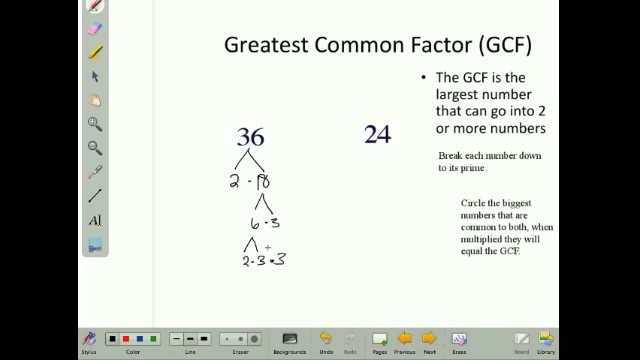 Greatest Common Factor (GCF)
• The GCF is the
largest number
that can go into 2
or more numbers
36
24
Break each number down
to its prime
2 · 18
6 · 3
2 · 3 · 3
Circle the biggest
numbers that are
common to both, when
multiplied they will
equal the GCF.
A
Stylus
Color
Line
Eraser
Backgrounds
Undo
Redo
Pages
Previous
Next
Erase
Board
Library